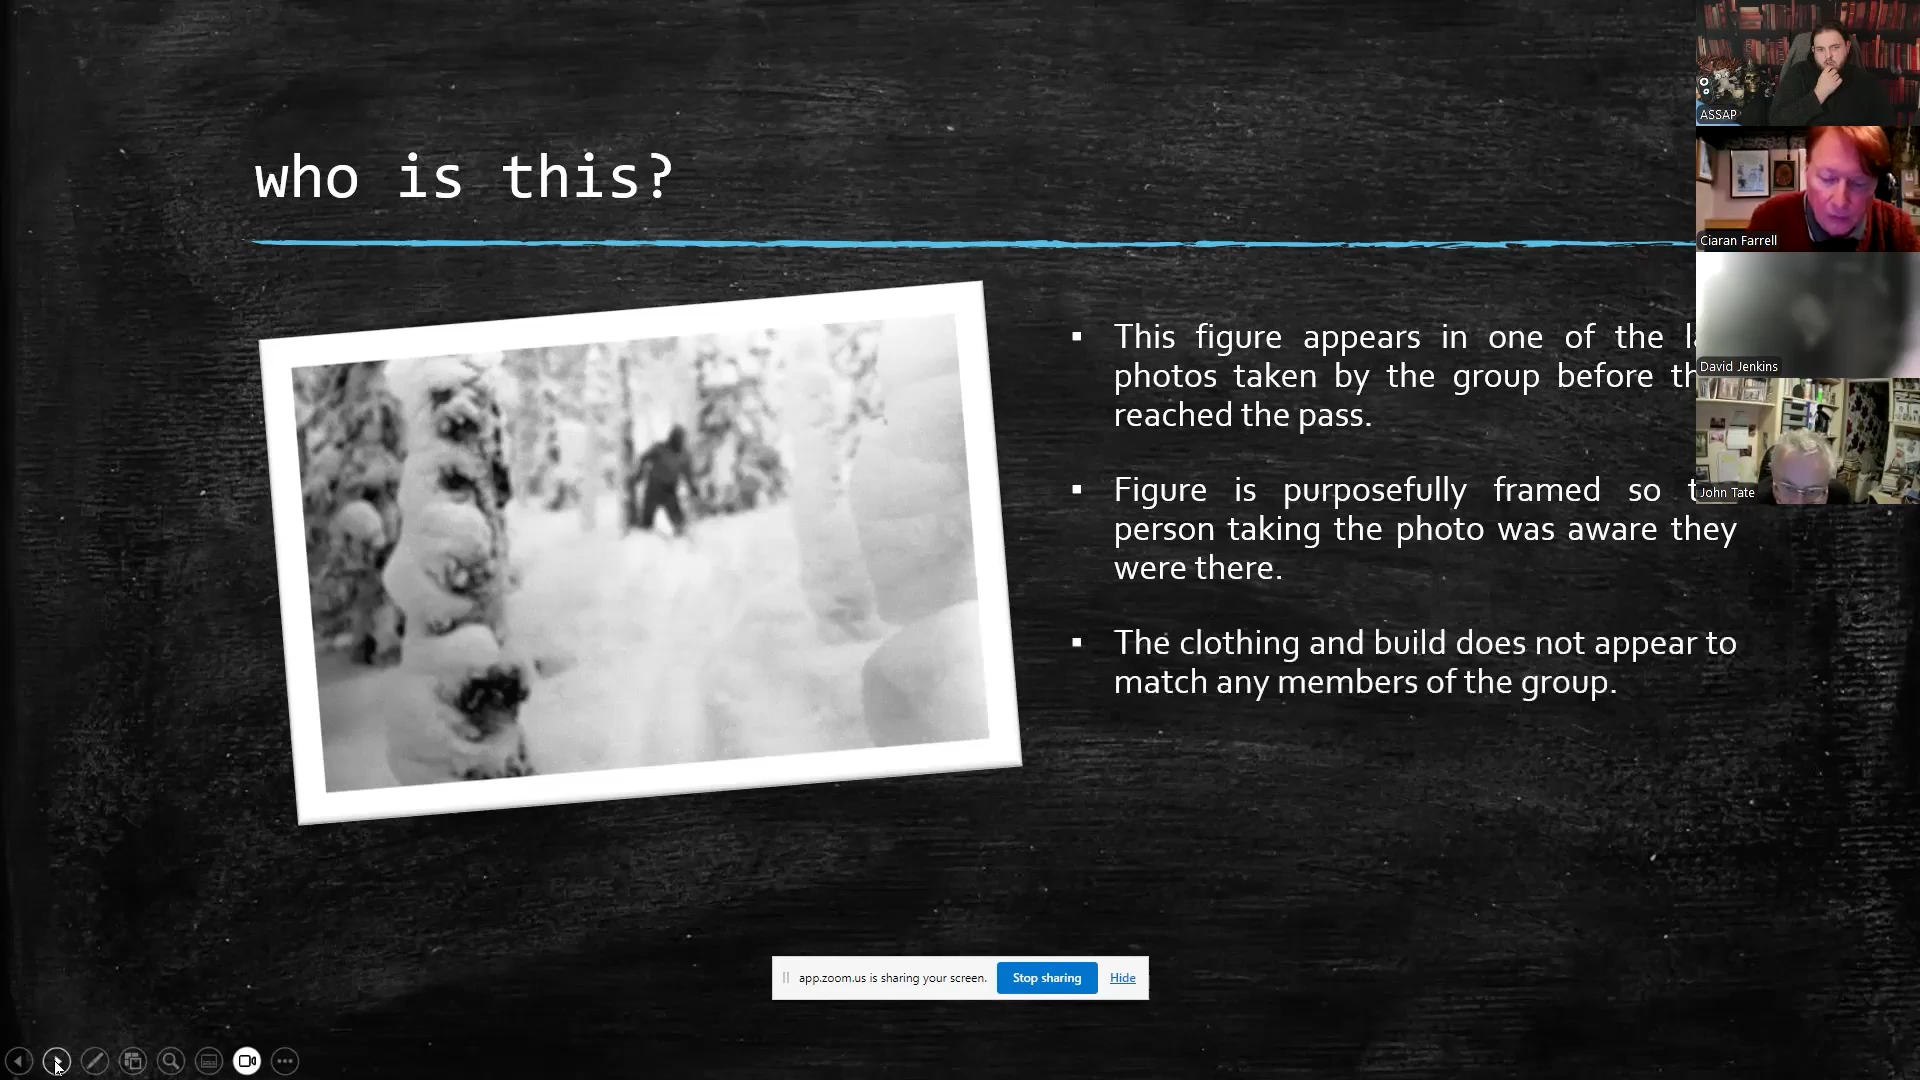 who is this?
▪ This figure appears in one of the
photos taken by the group before
reached the pass.
▪ Figure is purposefully framed so
person taking the photo was aware they
were there.
▪ The clothing and build does not appear to
match any members of the group.
ASSAP
Ciaran Farrell
David Jenkins
John Tate
app.zoom.us is sharing your screen. Stop sharing Hide